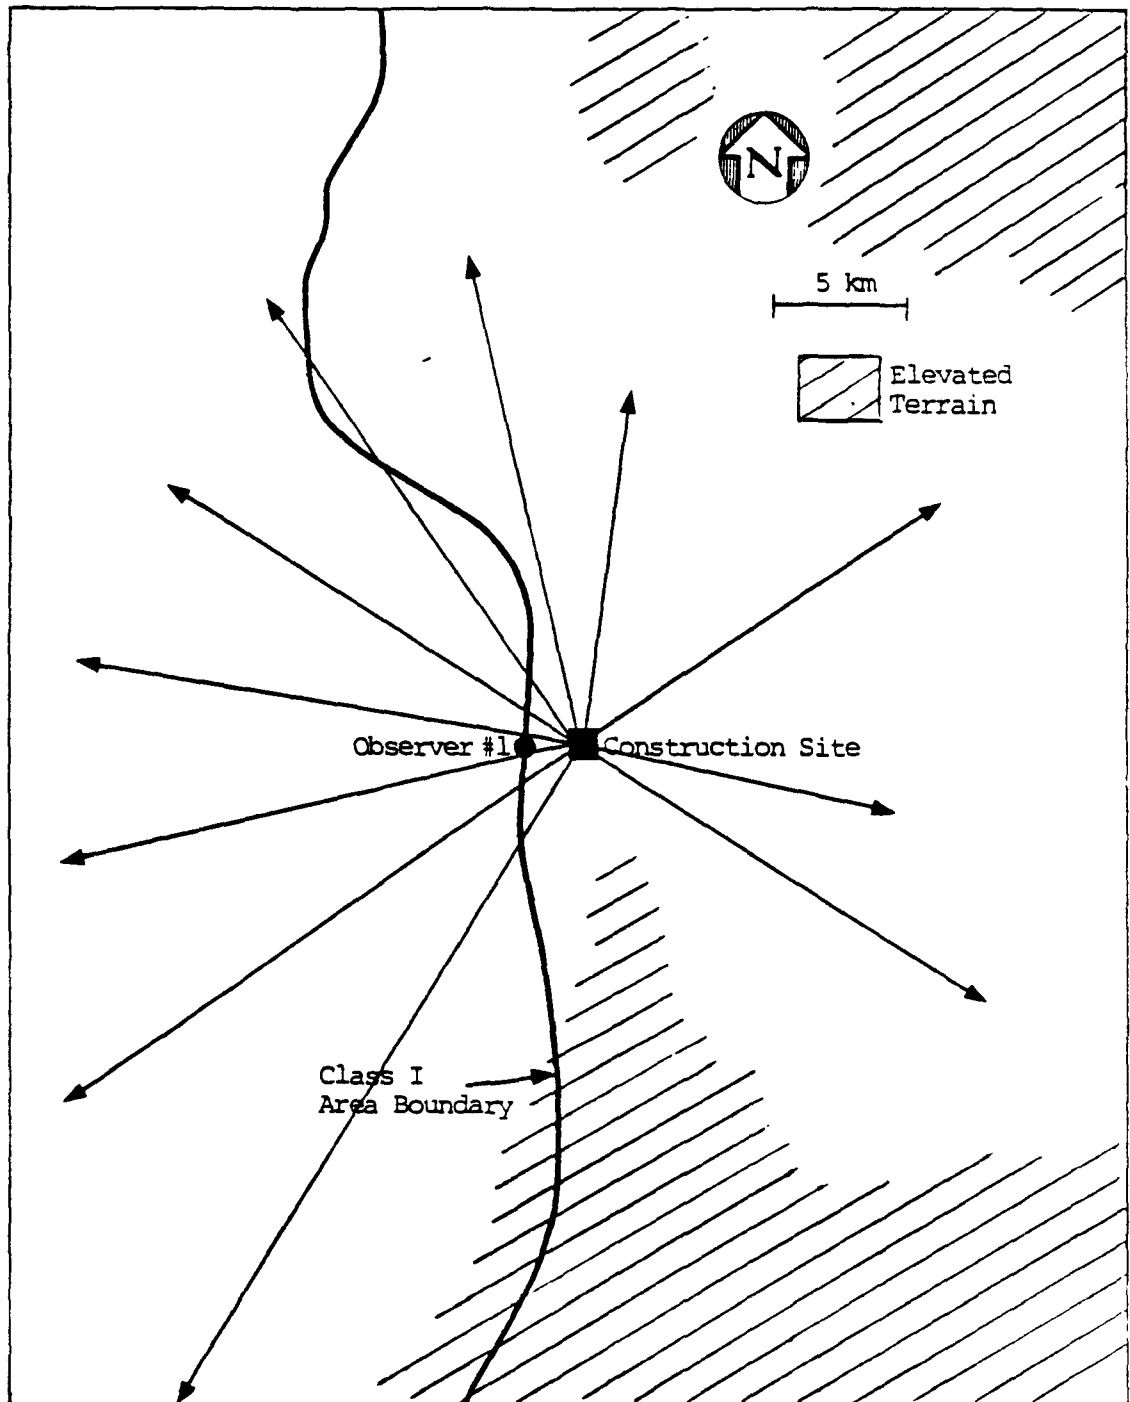 N
5 km
Elevated
Terrain
Observer #1
Construction Site
Class I
Area Boundary